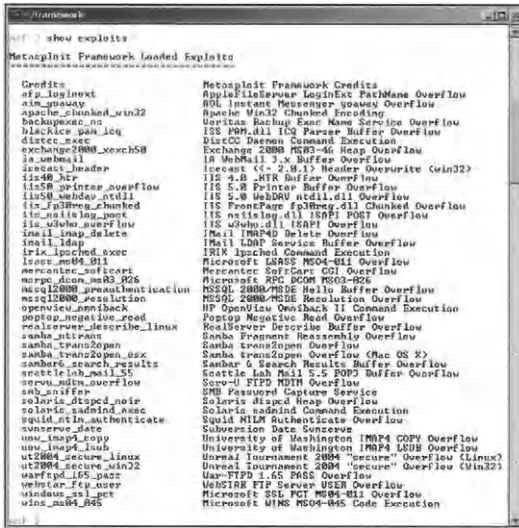 ~/framework
msf > show exploits
Metasploit Framework Loaded Exploits
====================================
Credits Metasploit Framework Credits
afp_loginext AppleFileServer LoginExt PathName Overflow
aim_goaway AOL Instant Messenger goaway Overflow
apache_chunked_win32 Apache Win32 Chunked Encoding
backupexec_ns Veritas Backup Exec Name Service Overflow
blackice_pam_icq ISS PAM.dll ICQ Parser Buffer Overflow
distcc_exec DistCC Daemon Command Execution
exchange2000_xexch50 Exchange 2000 MS03-46 Heap Overflow
ia_webmail IA WebMail 3.x Buffer Overflow
icecast_header Icecast (<= 2.0.1) Header Overwrite (win32)
iis40_htr IIS 4.0 .HTR Buffer Overflow
iis50_printer_overflow IIS 5.0 Printer Buffer Overflow
iis50_webdav_ntdll IIS 5.0 WebDAV ntdll.dll Overflow
iis_fp30reg_chunked IIS FrontPage fp30reg.dll Chunked Overflow
iis_nsiislog_post IIS nsiislog.dll ISAPI POST Overflow
iis_w3who_overflow IIS w3who.dll ISAPI Overflow
imail_imap_delete IMail IMAP4D Delete Overflow
imail_ldap IMail LDAP Service Buffer Overflow
irix_lpsched_exec IRIX lpsched Command Execution
lsass_ms04_011 Microsoft LSASS MS04-011 Overflow
mercantec_softcart Mercantec SoftCart CGI Overflow
msrpc_dcom_ms03_026 Microsoft RPC DCOM MS03-026
mssql2000_preauthentication MSSQL 2000/MSDE Hello Buffer Overflow
mssql2000_resolution MSSQL 2000/MSDE Resolution Overflow
openview_omniback HP OpenView Omniback II Command Execution
poptop_negative_read Poptop Negative Read Overflow
realserver_describe_linux RealServer Describe Buffer Overflow
samba_nttrans Samba Fragment Reassembly Overflow
samba_trans2open Samba trans2open Overflow
samba_trans2open_osx Samba trans2open Overflow (Mac OS X)
sambar6_search_results Sambar 6 Search Results Buffer Overflow
seattlelab_mail_55 Seattle Lab Mail 5.5 POP3 Buffer Overflow
servu_mdtm_overflow Serv-U FTPD MDTM Overflow
smb_sniffer SMB Password Capture Service
solaris_dtspcd_noir Solaris dtspcd Heap Overflow
solaris_sadmind_exec Solaris sadmind Command Execution
squid_ntlm_authenticate Squid NTLM Authenticate Overflow
svnserve_date Subversion Date Svnserve
uow_imap4_copy University of Washington IMAP4 COPY Overflow
uow_imap4_lsub University of Washington IMAP4 LSUB Overflow
ut2004_secure_linux Unreal Tournament 2004 "secure" Overflow (Linux)
ut2004_secure_win32 Unreal Tournament 2004 "secure" Overflow (Win32)
warftpd_165_pass War-FTPD 1.65 PASS Overflow
webstar_ftp_user WebSTAR FTP Server USER Overflow
windows_ssl_pct Microsoft SSL PCT MS04-011 Overflow
wins_ms04_045 Microsoft WINS MS04-045 Code Execution
msf >